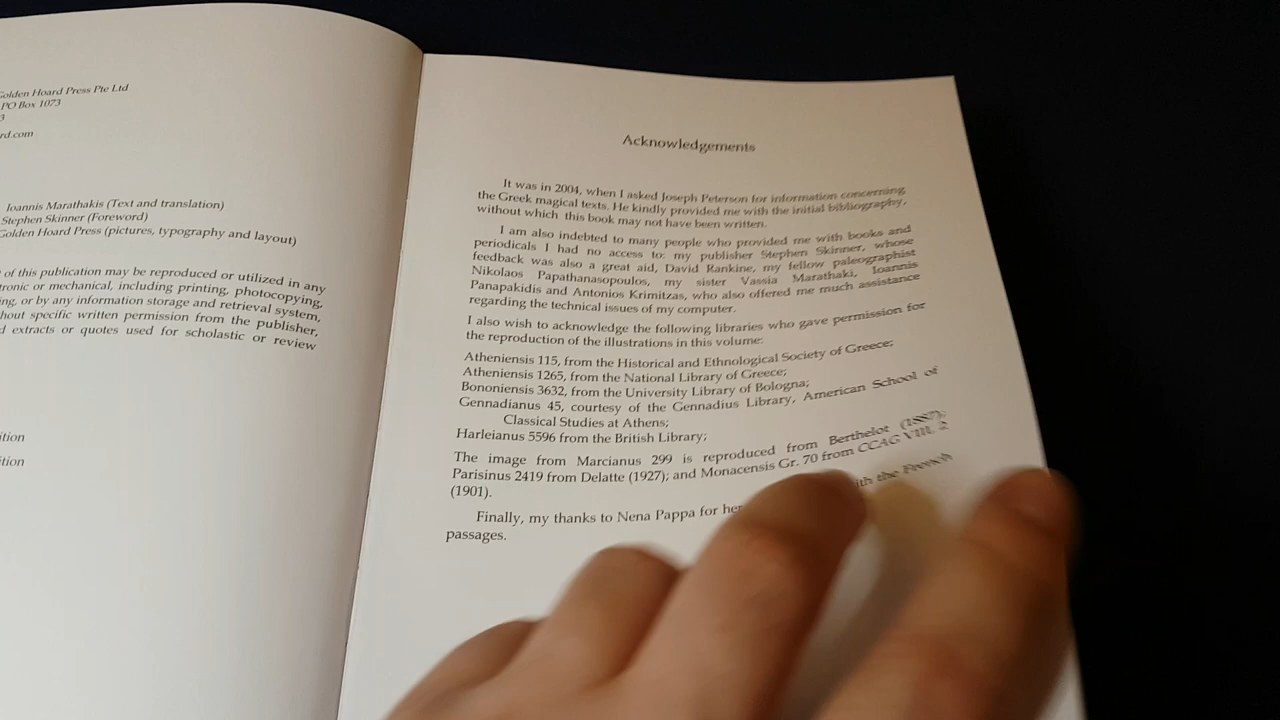 Golden Hoard Press Pte Ltd
PO Box 1073
3
rd.com
Ioannis Marathakis (Text and translation)
Stephen Skinner (Foreword)
Golden Hoard Press (pictures, typography and layout)
of this publication may be reproduced or utilized in any
tronic or mechanical, including printing, photocopying,
ing, or by any information storage and retrieval system,
hout specific written permission from the publisher,
d extracts or quotes used for scholastic or review
ition
ition
Acknowledgements
It was in 2004, when I asked Joseph Peterson for information concerning
the Greek magical texts. He kindly provided me with the initial bibliography,
without which this book may not have been written.
I am also indebted to many people who provided me with books and
periodicals I had no access to: my publisher Stephen Skinner, whose
feedback was also a great aid, David Rankine, my fellow paleographist
Nikolaos Papathanasopoulos, my sister Vassia Marathaki, Ioannis
Panapakidis and Antonios Krimitzas, who also offered me much assistance
regarding the technical issues of my computer.
I also wish to acknowledge the following libraries who gave permission for
the reproduction of the illustrations in this volume:
Atheniensis 115, from the Historical and Ethnological Society of Greece;
Atheniensis 1265, from the National Library of Greece;
Bononiensis 3632, from the University Library of Bologna;
Gennadianus 45, courtesy of the Gennadius Library, American School of
Classical Studies at Athens;
Harleianus 5596 from the British Library;
The image from Marcianus 299 is reproduced from Berthelot (1887);
Parisinus 2419 from Delatte (1927); and Monacensis Gr. 70 from CCAG VIII, 2
(1901).
Finally, my thanks to Nena Pappa for her with the French
passages.